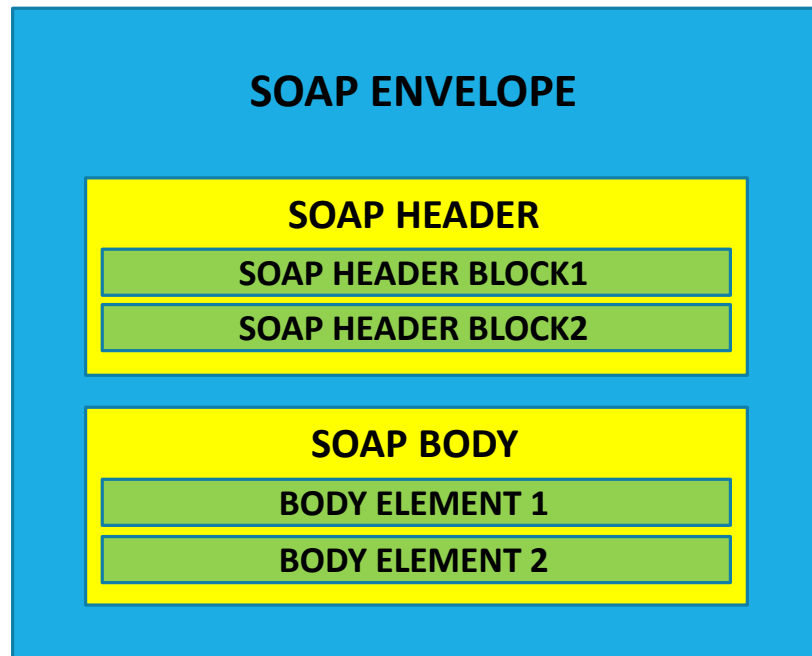 SOAP ENVELOPE
SOAP HEADER
SOAP HEADER BLOCK1
SOAP HEADER BLOCK2
SOAP BODY
BODY ELEMENT 1
BODY ELEMENT 2